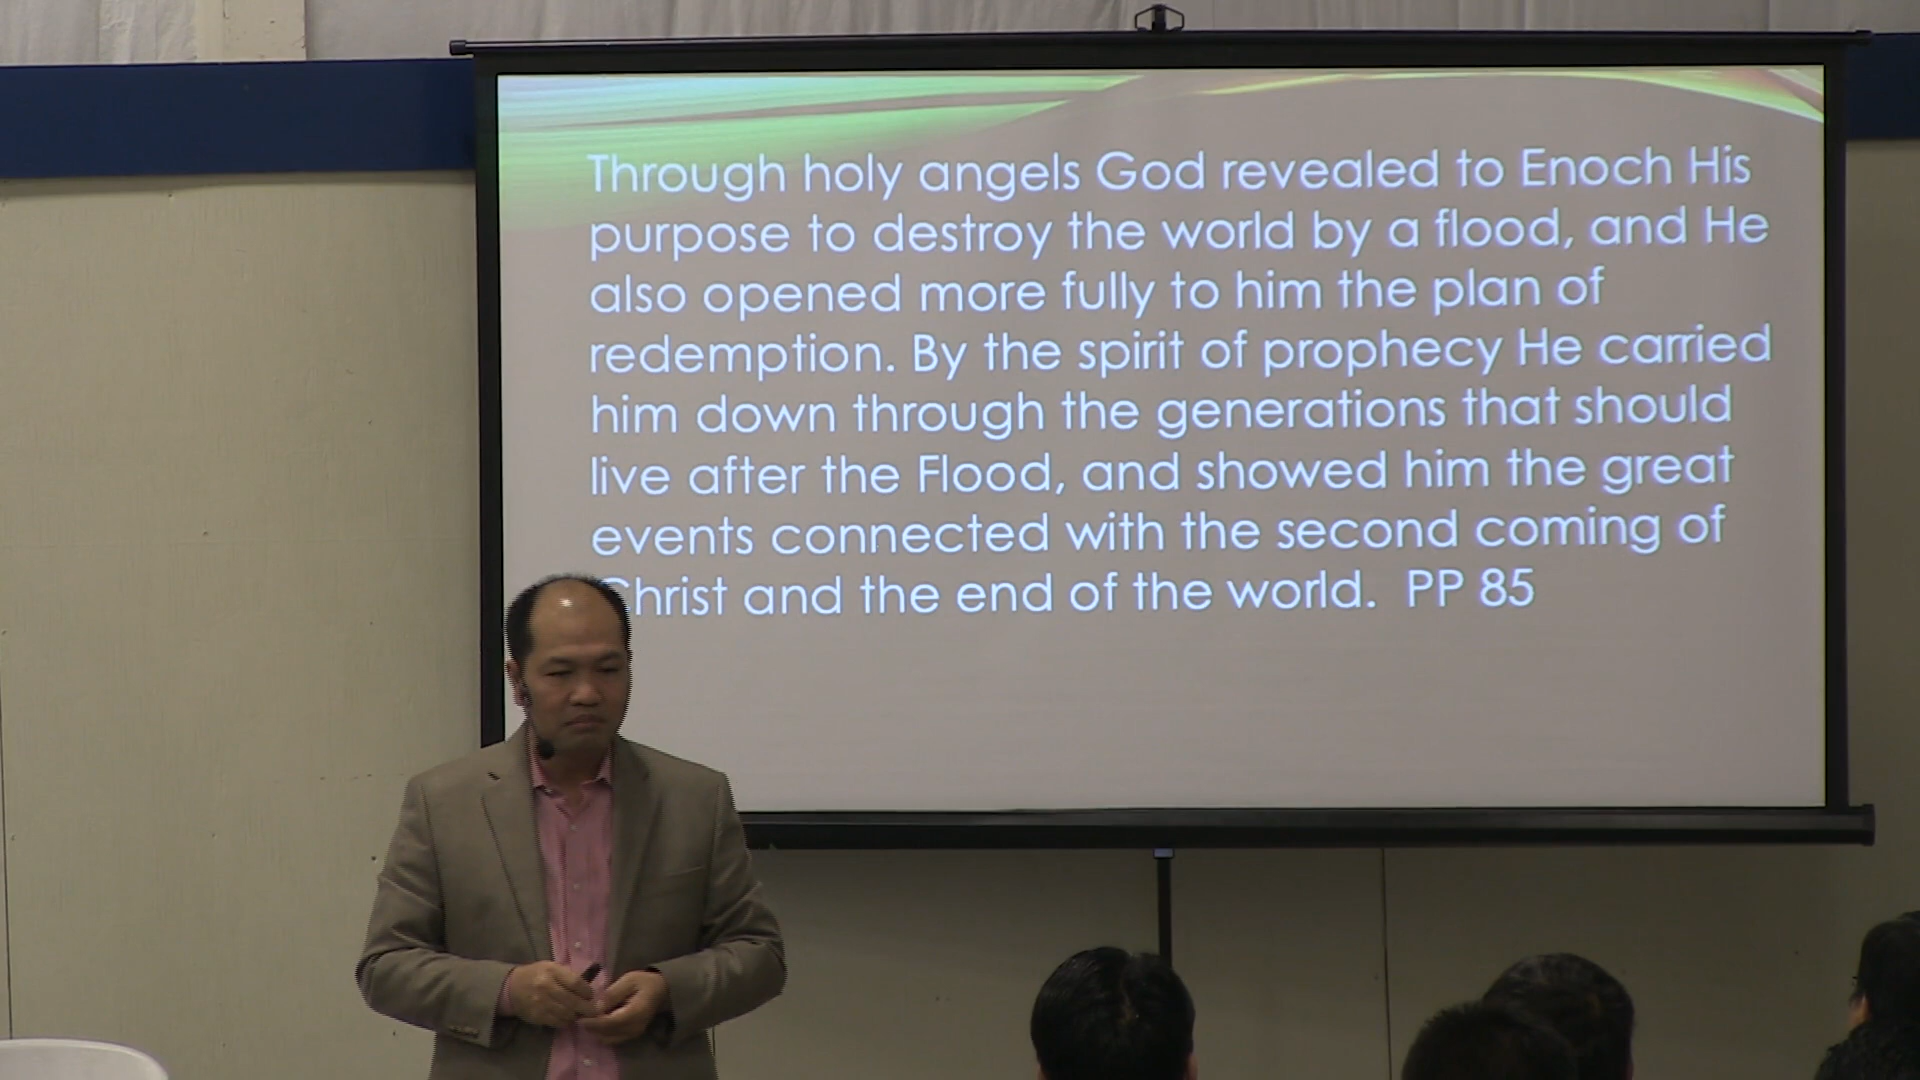 Through holy angels God revealed to Enoch His
purpose to destroy the world by a flood, and He
also opened more fully to him the plan of
redemption. By the spirit of prophecy He carried
him down through the generations that should
live after the Flood, and showed him the great
events connected with the second coming of
Christ and the end of the world. PP 85